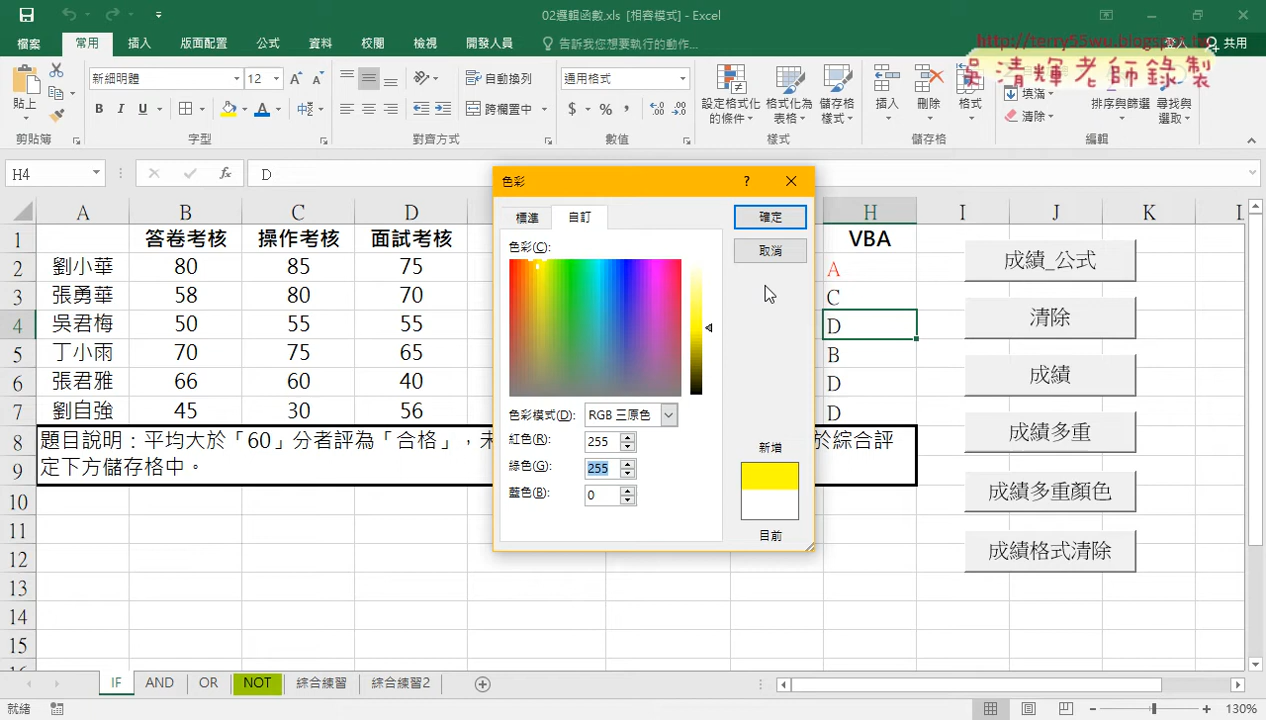 02邏輯函數.xls [相容模式] - Excel
http://terry55wu.blogspot.tw
吳清輝老師錄製
檔案 常用 插入 版面配置 公式 資料 校閱 檢視 開發人員 告訴我您想要執行的動作... 登入 共用
貼上 新細明體 12 自動換列 通用格式 設定格式化的條件 格式化為表格 儲存格樣式 插入 刪除 格式 填滿 清除 排序與篩選 尋找與選取
B I U 中 跨欄置中 $ %
剪貼簿 字型 對齊方式 數值 樣式 儲存格 編輯
H4 fx D
A B C D H I J K L
1 答卷考核 操作考核 面試考核 VBA
2 劉小華 80 85 75 A
3 張勇華 58 80 70 C
4 吳君梅 50 55 55 D
5 丁小雨 70 75 65 B
6 張君雅 66 60 40 D
7 劉自強 45 30 56 D
8 題目說明：平均大於「60」分者評為「合格」，未 於綜合評
9 定下方儲存格中。
10
11
12
13
14
15
成績_公式
清除
成績
成績多重
成績多重顏色
成績格式清除
色彩 ?
標準 自訂 確定
取消
色彩(C):
色彩模式(D): RGB 三原色
紅色(R): 255
綠色(G): 255
藍色(B): 0
新增
目前
IF AND OR NOT 綜合練習 綜合練習2
就緒 130%